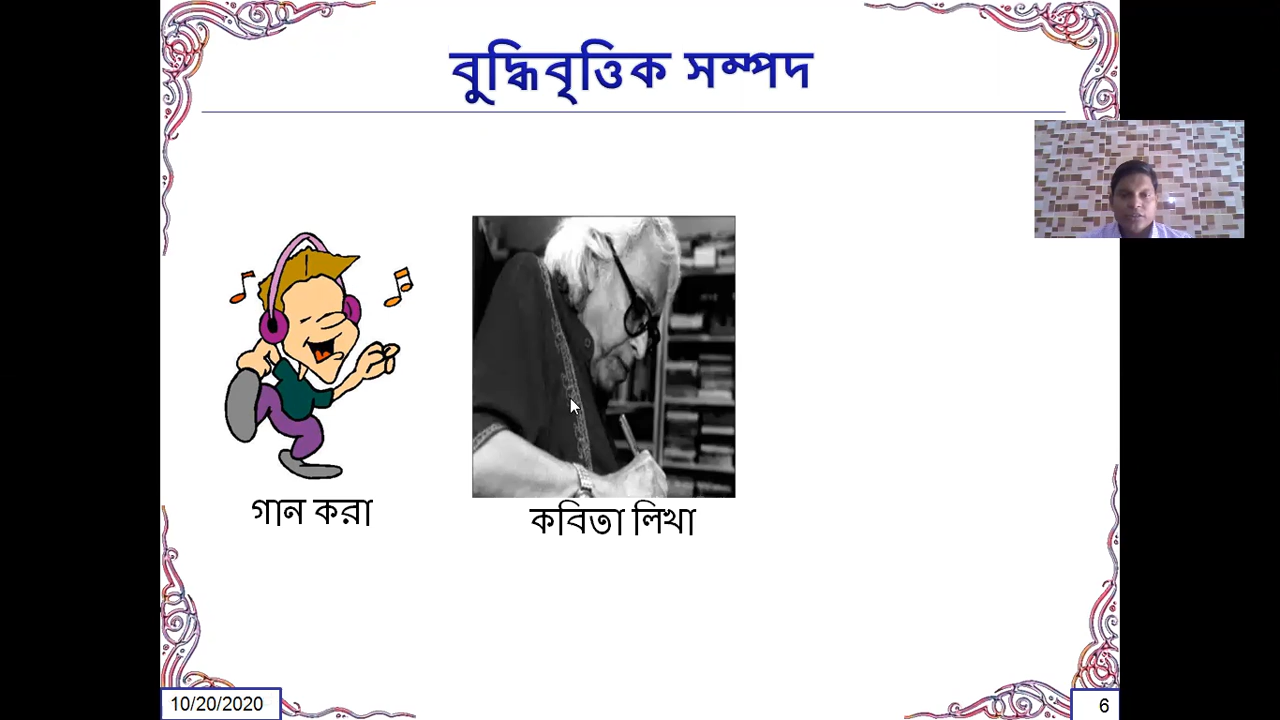 বুদ্ধিবৃত্তিক সম্পদ
গান করা
কবিতা লিখা
10/20/2020
6